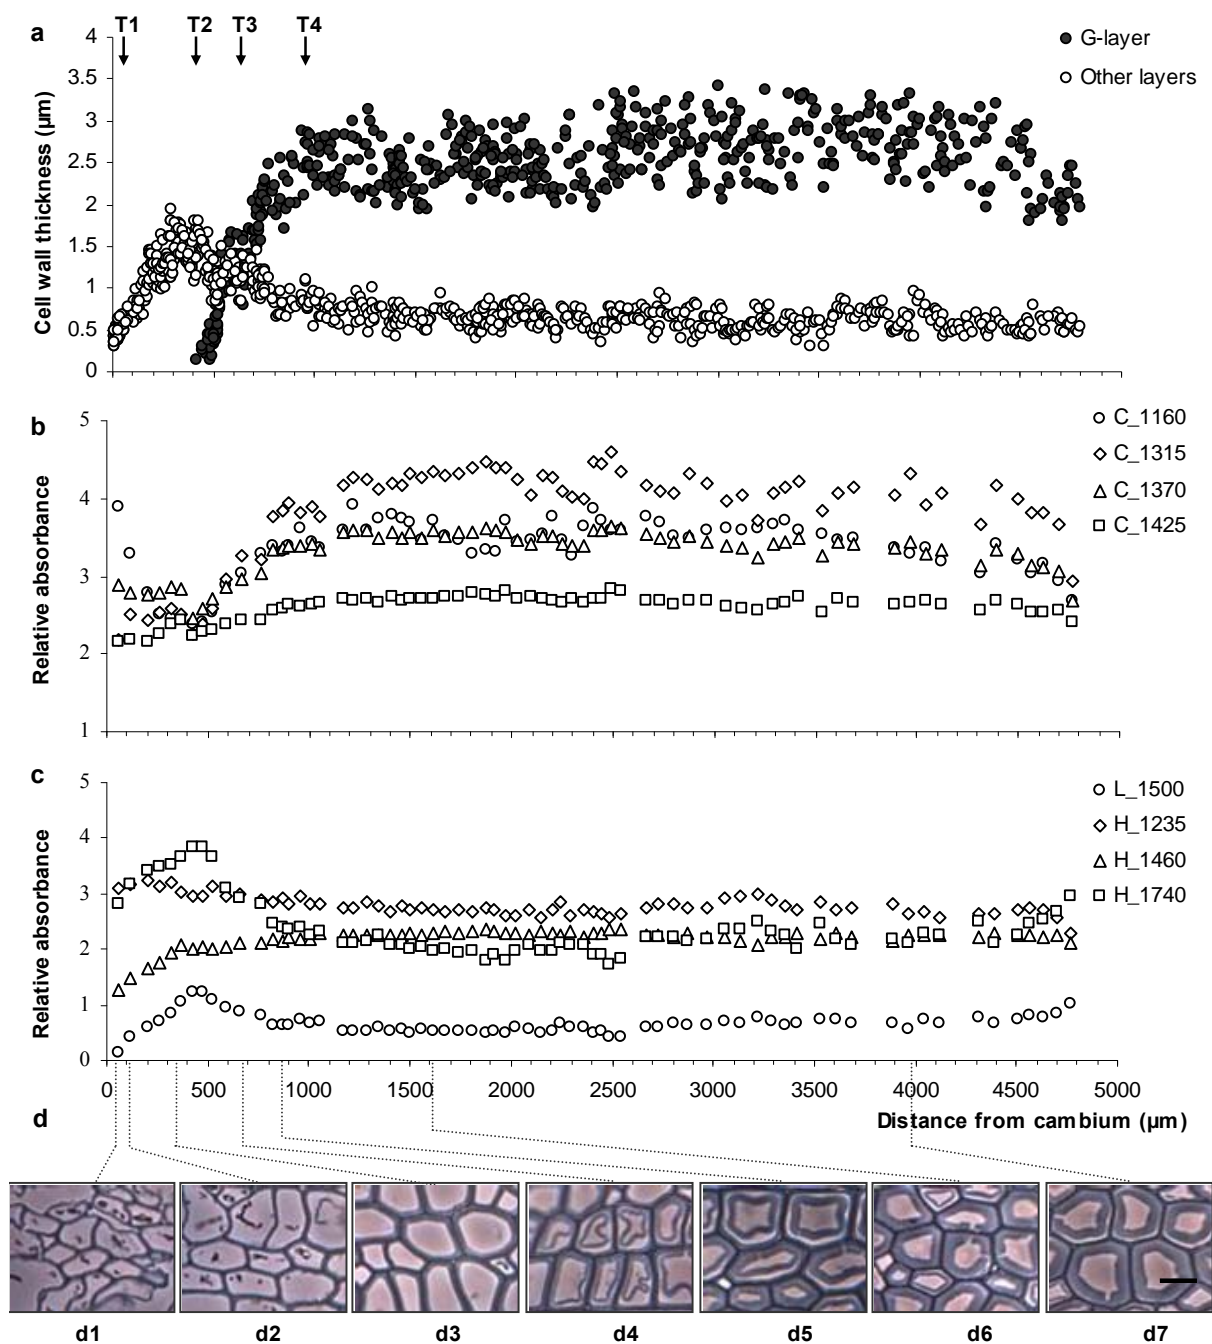 T1 T2 T3 T4
a
4
3.5
3
2.5
2
1.5
1
0.5
0
Cell wall thickness (µm)
G-layer
Other layers
b
5
4
3
2
1
Relative absorbance
C_1160
C_1315
C_1370
C_1425
c
5
4
3
2
1
0
Relative absorbance
L_1500
H_1235
H_1460
H_1740
0 500 1000 1500 2000 2500 3000 3500 4000 4500 5000
Distance from cambium (µm)
d
d1 d2 d3 d4 d5 d6 d7